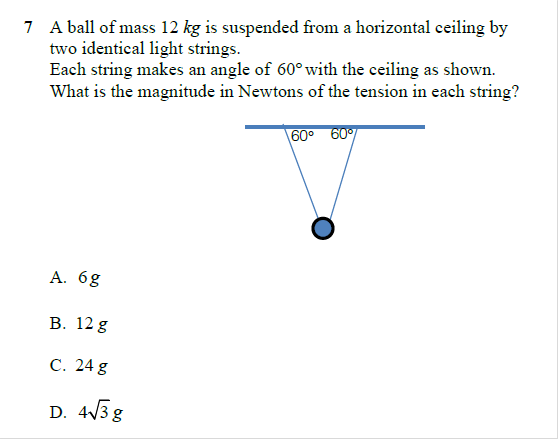 7 A ball of mass 12 kg is suspended from a horizontal ceiling by
two identical light strings.
Each string makes an angle of 60° with the ceiling as shown.
What is the magnitude in Newtons of the tension in each string?
60° 60°
A. 6g
B. 12 g
C. 24 g
D. 4√3 g